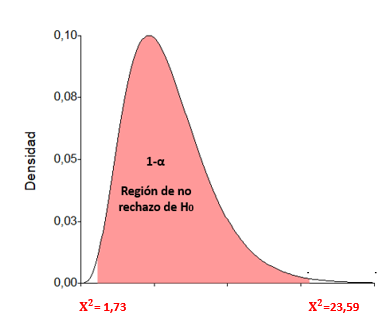 0,10
0,08
0,05
0,03
0,00
Densidad
1-α
Región de no
rechazo de H₀
X²= 1,73
X²=23,59